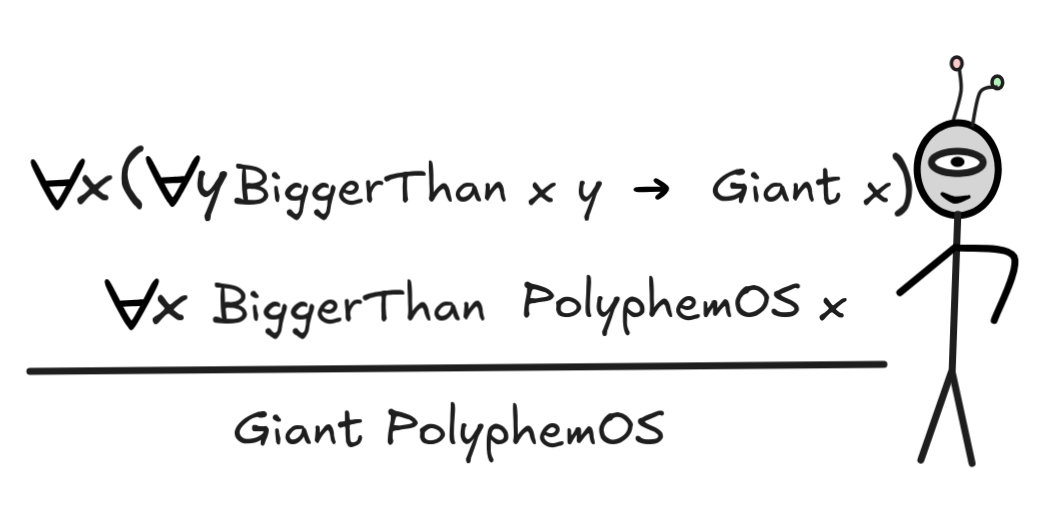 ∀x(∀y BiggerThan x y → Giant x)
∀x BiggerThan PolyphemOS x
Giant PolyphemOS